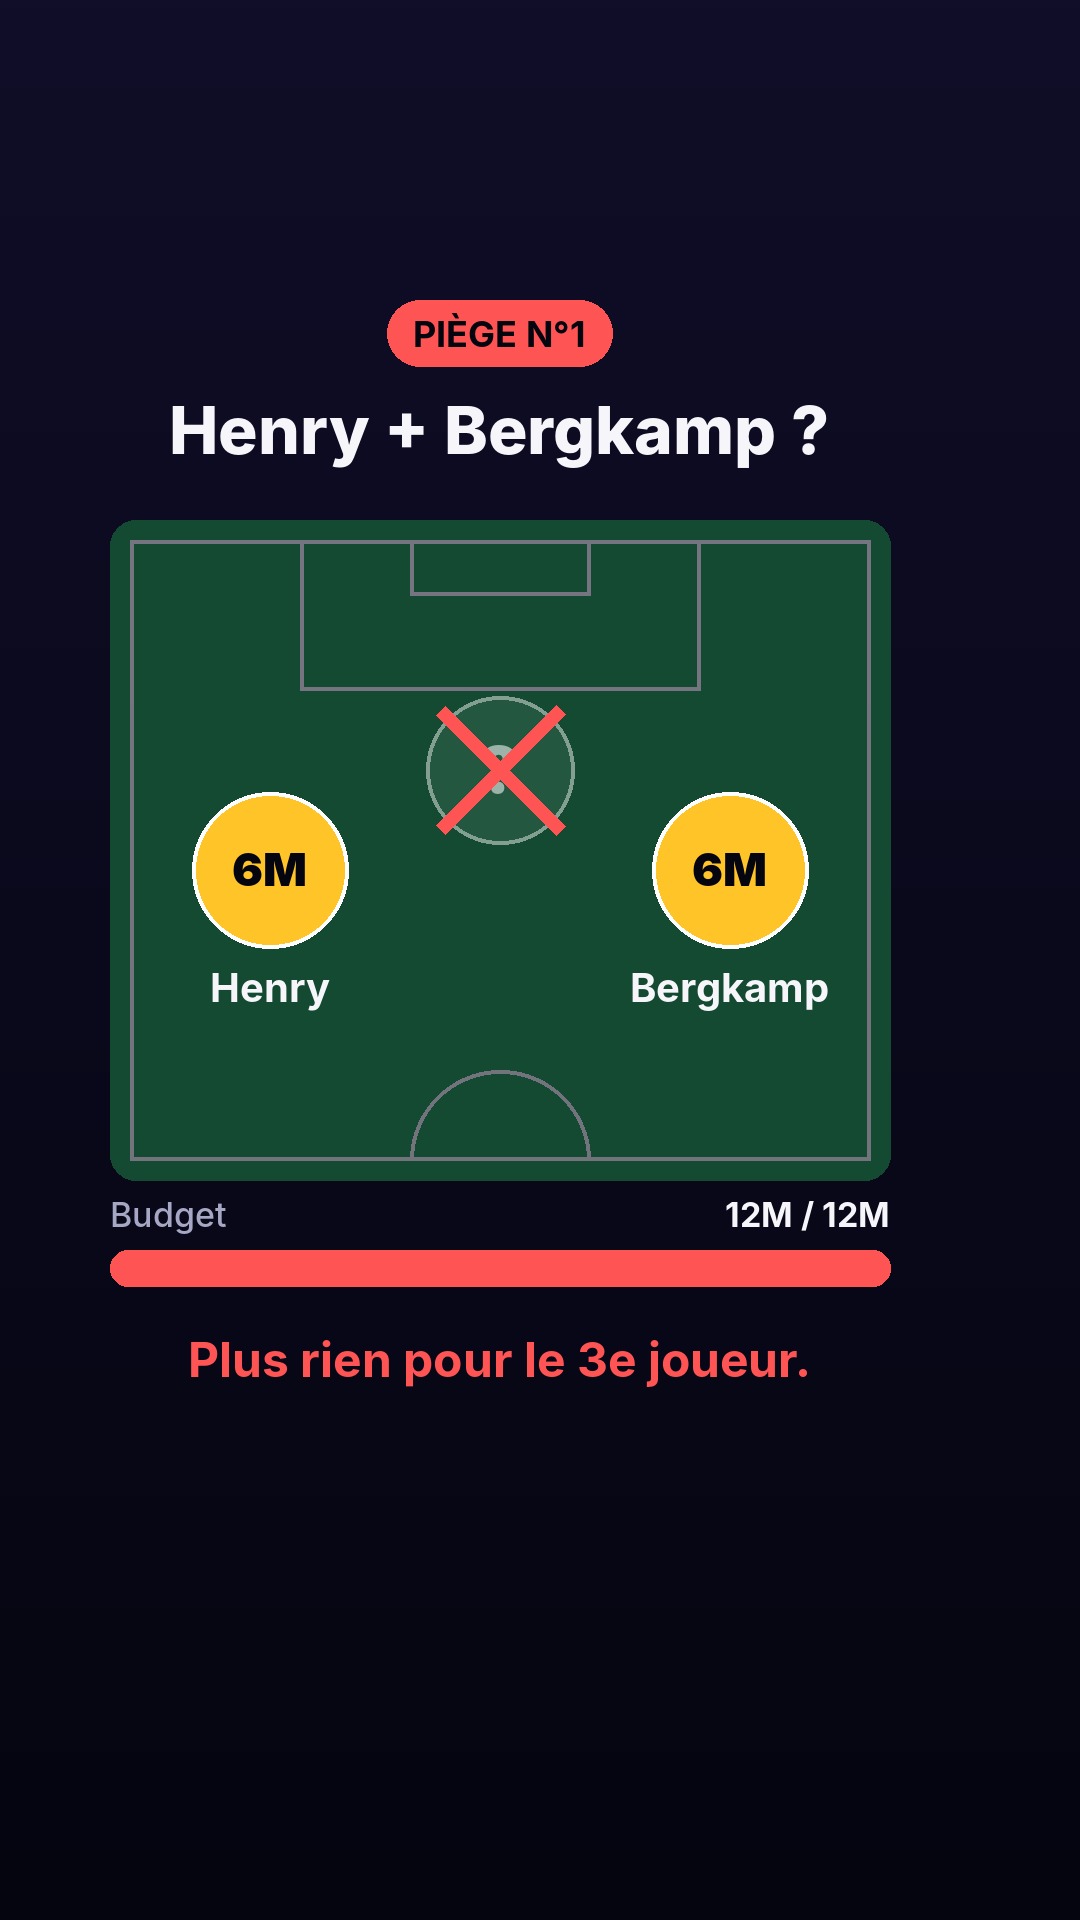 PIÈGE N°1
Henry + Bergkamp ?
?
6M
6M
Henry
Bergkamp
Budget
12M / 12M
Plus rien pour le 3e joueur.